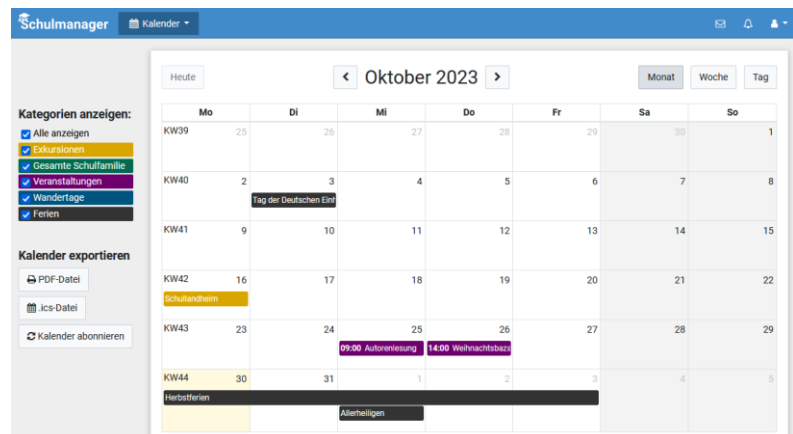 Schulmanager Kalender
Heute Oktober 2023 Monat Woche Tag
Kategorien anzeigen:
Alle anzeigen
Exkursionen
Gesamte Schulfamilie
Veranstaltungen
Wandertage
Ferien
Kalender exportieren
PDF-Datei
.ics-Datei
Kalender abonnieren
Mo Di Mi Do Fr Sa So
KW39 25 26 27 28 29 30 1
KW40 2 3 4 5 6 7 8
Tag der Deutschen Einh
KW41 9 10 11 12 13 14 15
KW42 16 17 18 19 20 21 22
Schullandheim
KW43 23 24 25 26 27 28 29
09:00 Autorenlesung 14:00 Weihnachtsbaza
KW44 30 31 1 2 3 4 5
Herbstferien
Allerheiligen